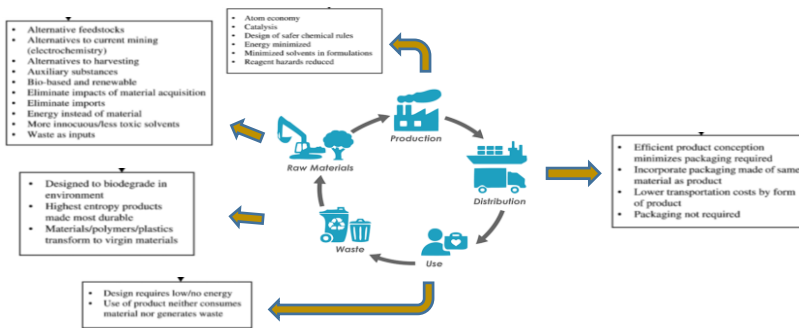 • Alternative feedstocks
• Alternatives to current mining
(electrochemistry)
• Alternatives to harvesting
• Auxiliary substances
• Bio-based and renewable
• Eliminate impacts of material acquisition
• Eliminate imports
• Energy instead of material
• More innocuous/less toxic solvents
• Waste as inputs
• Atom economy
• Catalysis
• Design of safer chemical rules
• Energy minimized
• Minimized solvents in formulations
• Reagent hazards reduced
Production
Raw Materials
Distribution
Waste
Use
• Efficient product conception
minimizes packaging required
• Incorporate packaging made of same
material as product
• Lower transportation costs by form
of product
• Packaging not required
• Designed to biodegrade in
environment
• Highest entropy products
made most durable
• Materials/polymers/plastics
transform to virgin materials
• Design requires low/no energy
• Use of product neither consumes
material nor generates waste